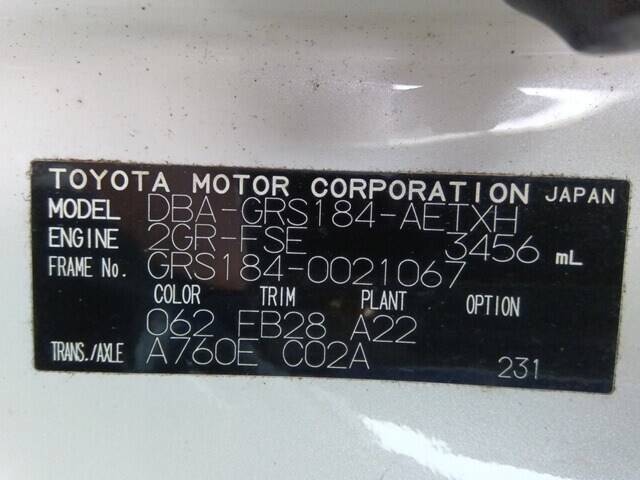 TOYOTA MOTOR CORPORATION JAPAN
MODEL DBA-GRS184-AETXH
ENGINE 2GR-FSE 3456 mL
FRAME No. GRS184-0021067
COLOR TRIM PLANT OPTION
062 FB28 A22
TRANS./AXLE A760E C02A 231